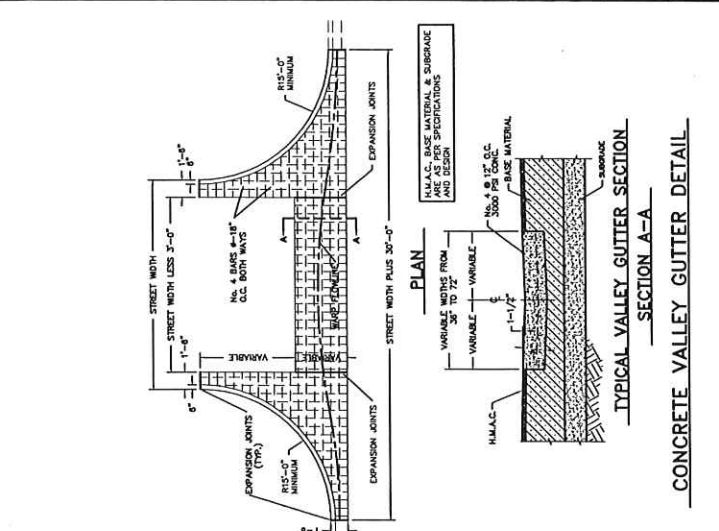 STREET WIDTH
STREET WIDTH LESS 3'-0"
1'-6"
6"
1'-6"
6"
EXPANSION JOINTS
(TYP.)
R15'-0"
MINIMUM
R15'-0"
MINIMUM
No. 4 BARS @-18"
O.C. BOTH WAYS
VARIABLE
VARIABLE
WARP FLOWLINE
A
A
EXPANSION JOINTS
EXPANSION JOINTS
STREET WIDTH PLUS 30'-0"
PLAN
H.M.A.C., BASE MATERIAL & SUBGRADE
ARE AS PER SPECIFICATIONS
AND DESIGN
VARIABLE WIDTHS FROM
36" TO 72"
VARIABLE
VARIABLE
No. 4 @ 12" O.C.
3000 PSI CONC.
BASE MATERIAL
H.M.A.C.
1-1/2"
SUBGRADE
TYPICAL VALLEY GUTTER SECTION
SECTION A-A
CONCRETE VALLEY GUTTER DETAIL